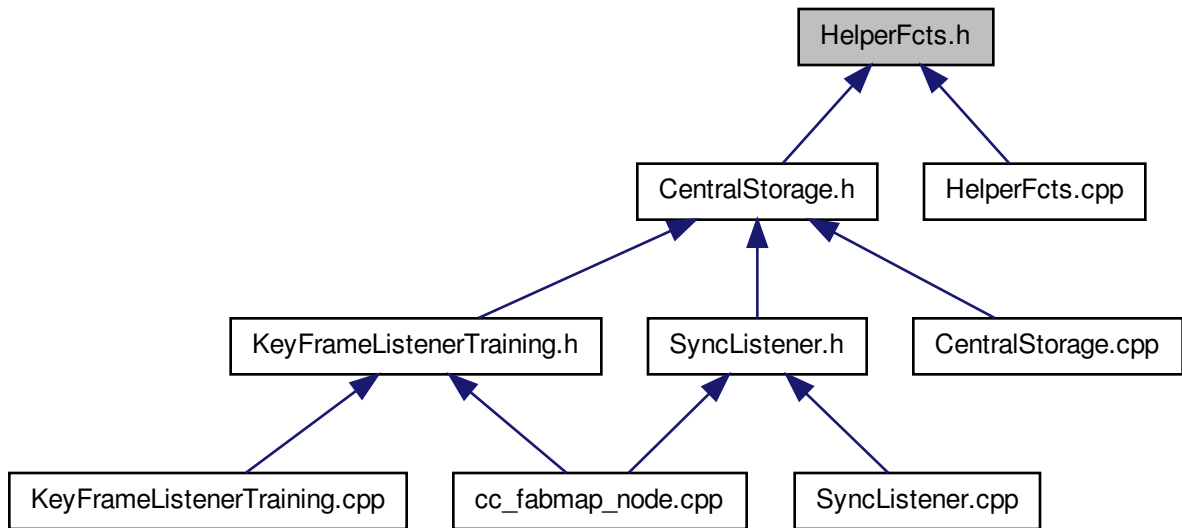 HelperFcts.h
CentralStorage.h
HelperFcts.cpp
KeyFrameListenerTraining.h
SyncListener.h
CentralStorage.cpp
KeyFrameListenerTraining.cpp
cc_fabmap_node.cpp
SyncListener.cpp